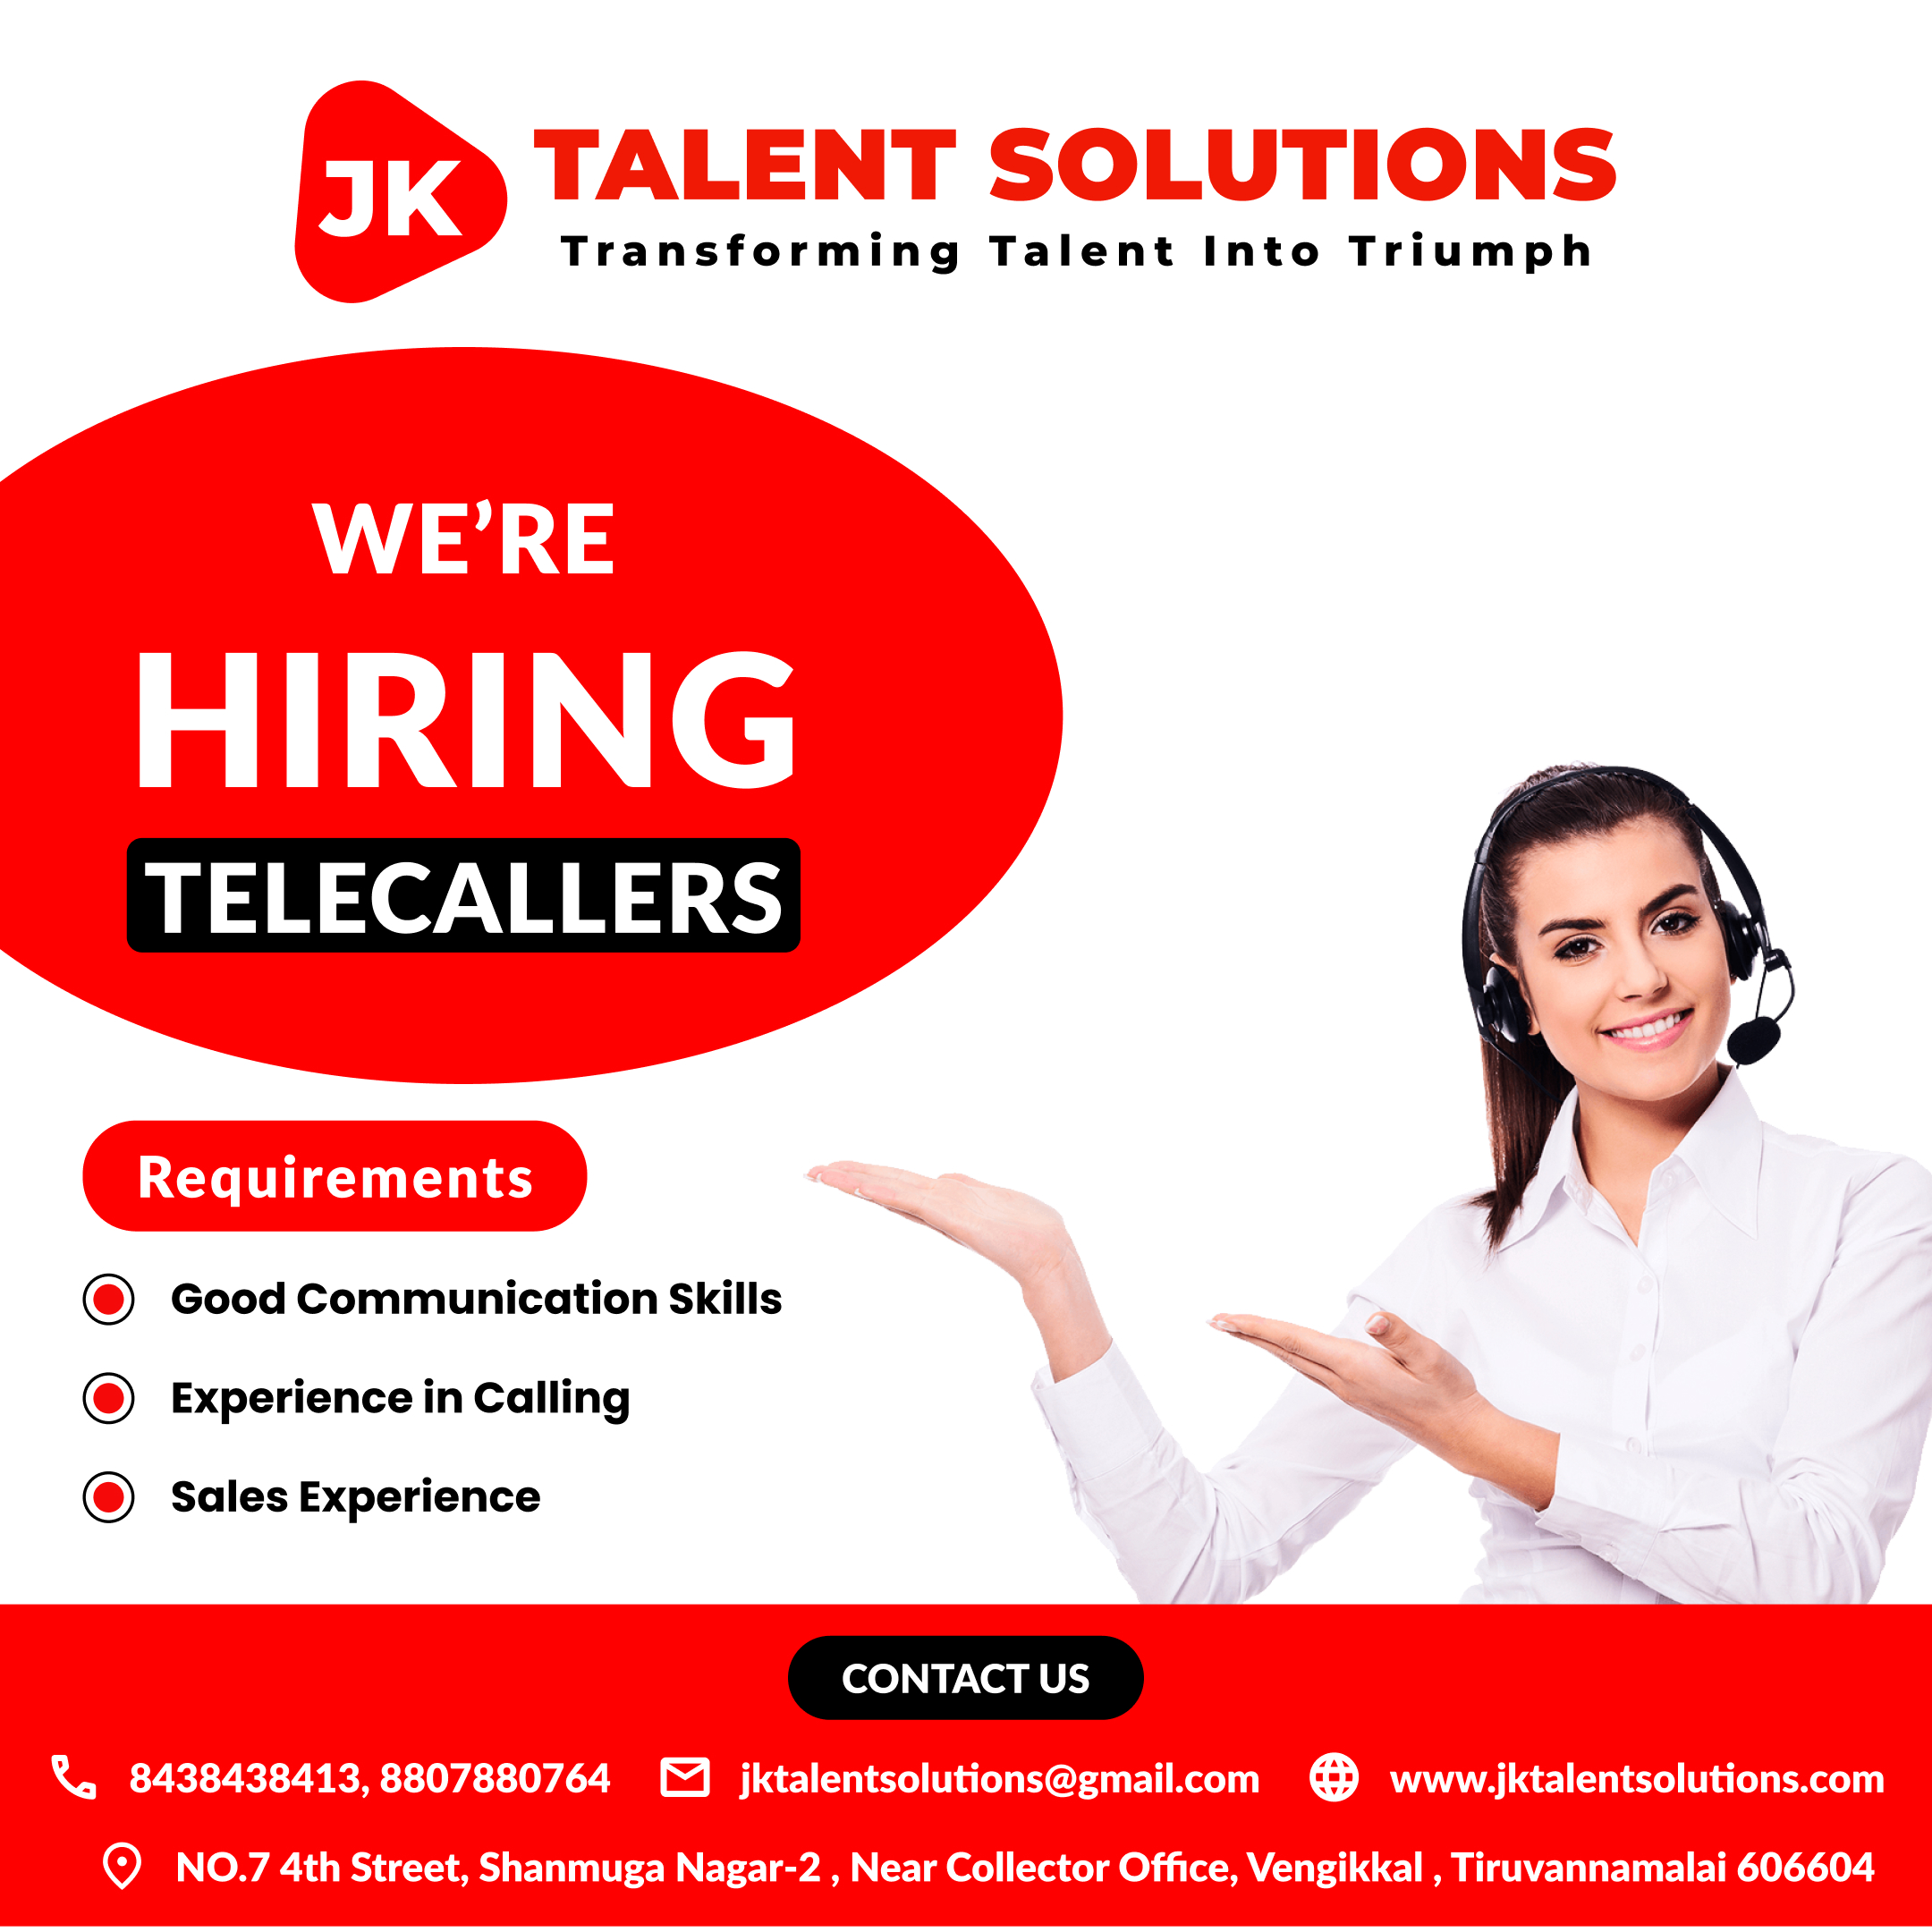 JK
TALENT SOLUTIONS
Transforming Talent Into Triumph
WE’RE
HIRING
TELECALLERS
Requirements
Good Communication Skills
Experience in Calling
Sales Experience
CONTACT US
8438438413, 8807880764
jktalentsolutions@gmail.com
www.jktalentsolutions.com
NO.7 4th Street, Shanmuga Nagar-2 , Near Collector Office, Vengikkal , Tiruvannamalai 606604